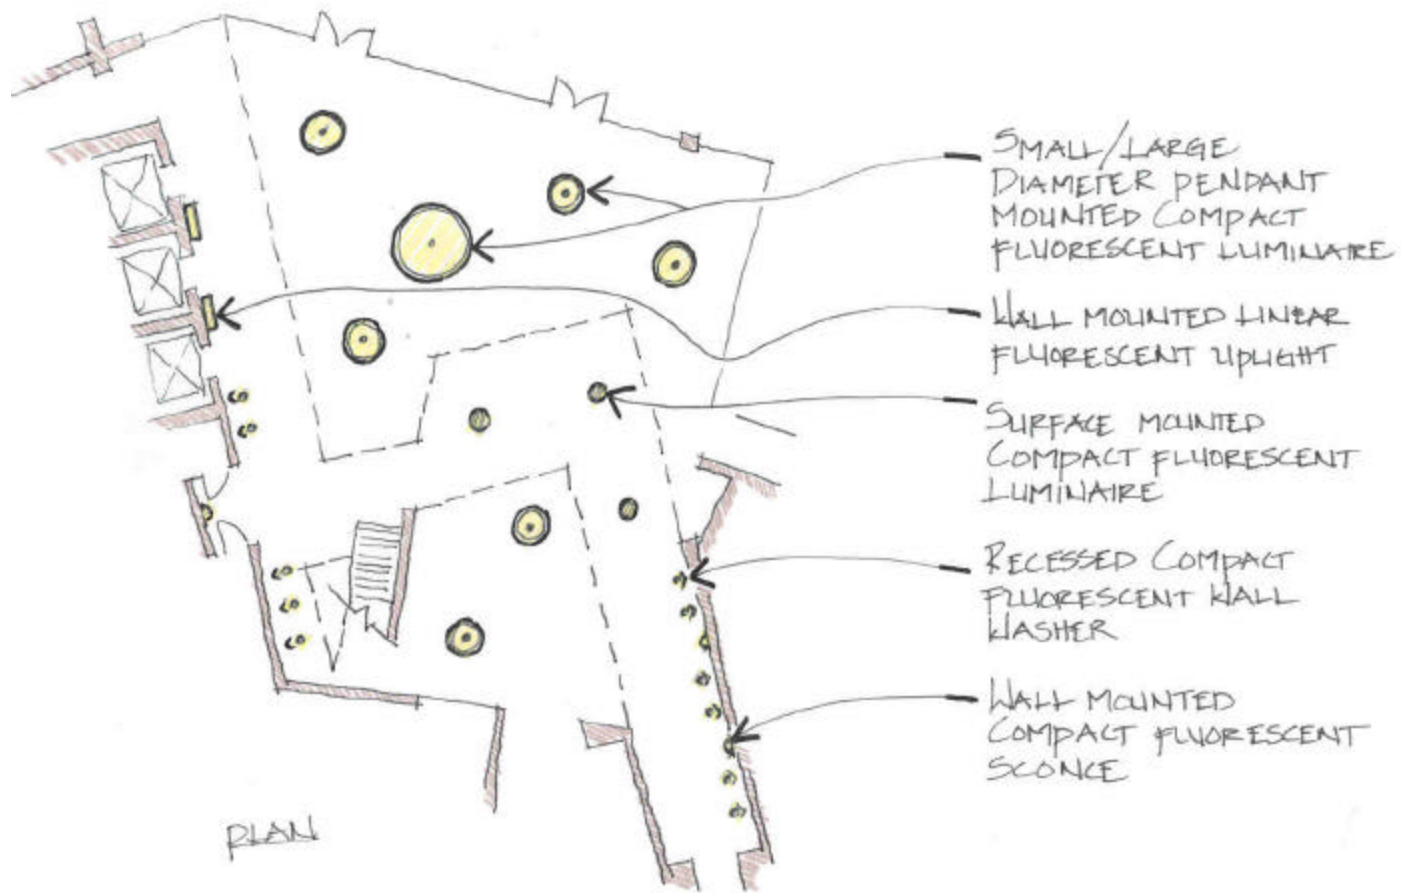 SMALL/LARGE
DIAMETER PENDANT
MOUNTED COMPACT
FLUORESCENT LUMINAIRE
WALL MOUNTED LINEAR
FLUORESCENT UPLIGHT
SURFACE MOUNTED
COMPACT FLUORESCENT
LUMINAIRE
RECESSED COMPACT
FLUORESCENT WALL
WASHER
WALL MOUNTED
COMPACT FLUORESCENT
SCONCE
PLAN